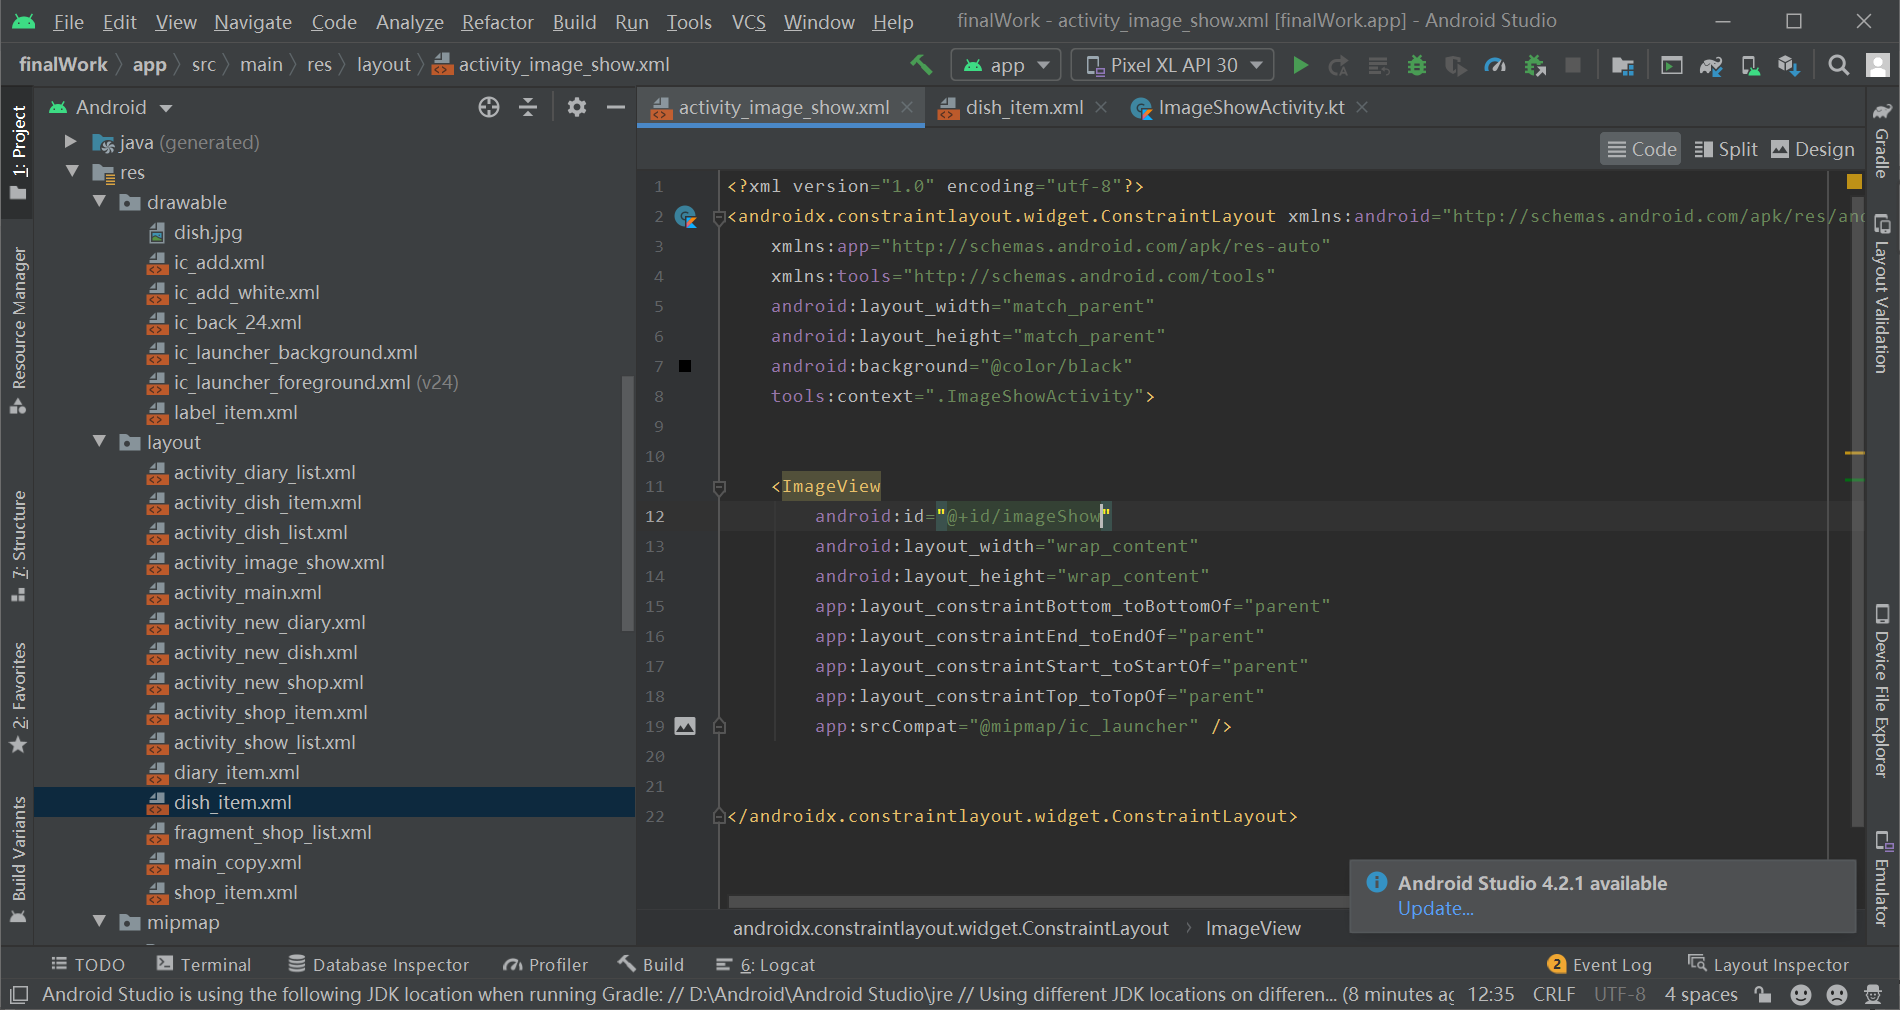 File Edit View Navigate Code Analyze Refactor Build Run Tools VCS Window Help finalWork - activity_image_show.xml [finalWork.app] - Android Studio
finalWork app src main res layout activity_image_show.xml app Pixel XL API 30
Android
activity_image_show.xml dish_item.xml ImageShowActivity.kt
Code Split Design
1: Project
Resource Manager
7: Structure
2: Favorites
Build Variants
java (generated)
res
drawable
dish.jpg
ic_add.xml
ic_add_white.xml
ic_back_24.xml
ic_launcher_background.xml
ic_launcher_foreground.xml (v24)
label_item.xml
layout
activity_diary_list.xml
activity_dish_item.xml
activity_dish_list.xml
activity_image_show.xml
activity_main.xml
activity_new_diary.xml
activity_new_dish.xml
activity_new_shop.xml
activity_shop_item.xml
activity_show_list.xml
diary_item.xml
dish_item.xml
fragment_shop_list.xml
main_copy.xml
shop_item.xml
mipmap
1 <?xml version="1.0" encoding="utf-8"?>
2 <androidx.constraintlayout.widget.ConstraintLayout xmlns:android="http://schemas.android.com/apk/res/and
3 xmlns:app="http://schemas.android.com/apk/res-auto"
4 xmlns:tools="http://schemas.android.com/tools"
5 android:layout_width="match_parent"
6 android:layout_height="match_parent"
7 android:background="@color/black"
8 tools:context=".ImageShowActivity">
9
10
11 <ImageView
12 android:id="@+id/imageShow"
13 android:layout_width="wrap_content"
14 android:layout_height="wrap_content"
15 app:layout_constraintBottom_toBottomOf="parent"
16 app:layout_constraintEnd_toEndOf="parent"
17 app:layout_constraintStart_toStartOf="parent"
18 app:layout_constraintTop_toTopOf="parent"
19 app:srcCompat="@mipmap/ic_launcher" />
20
21
22 </androidx.constraintlayout.widget.ConstraintLayout>
Gradle
Layout Validation
Device File Explorer
Emulator
Android Studio 4.2.1 available
Update...
androidx.constraintlayout.widget.ConstraintLayout ImageView
TODO Terminal Database Inspector Profiler Build 6: Logcat 2 Event Log Layout Inspector
Android Studio is using the following JDK location when running Gradle: // D:\Android\Android Studio\jre // Using different JDK locations on differen... (8 minutes ag 12:35 CRLF UTF-8 4 spaces